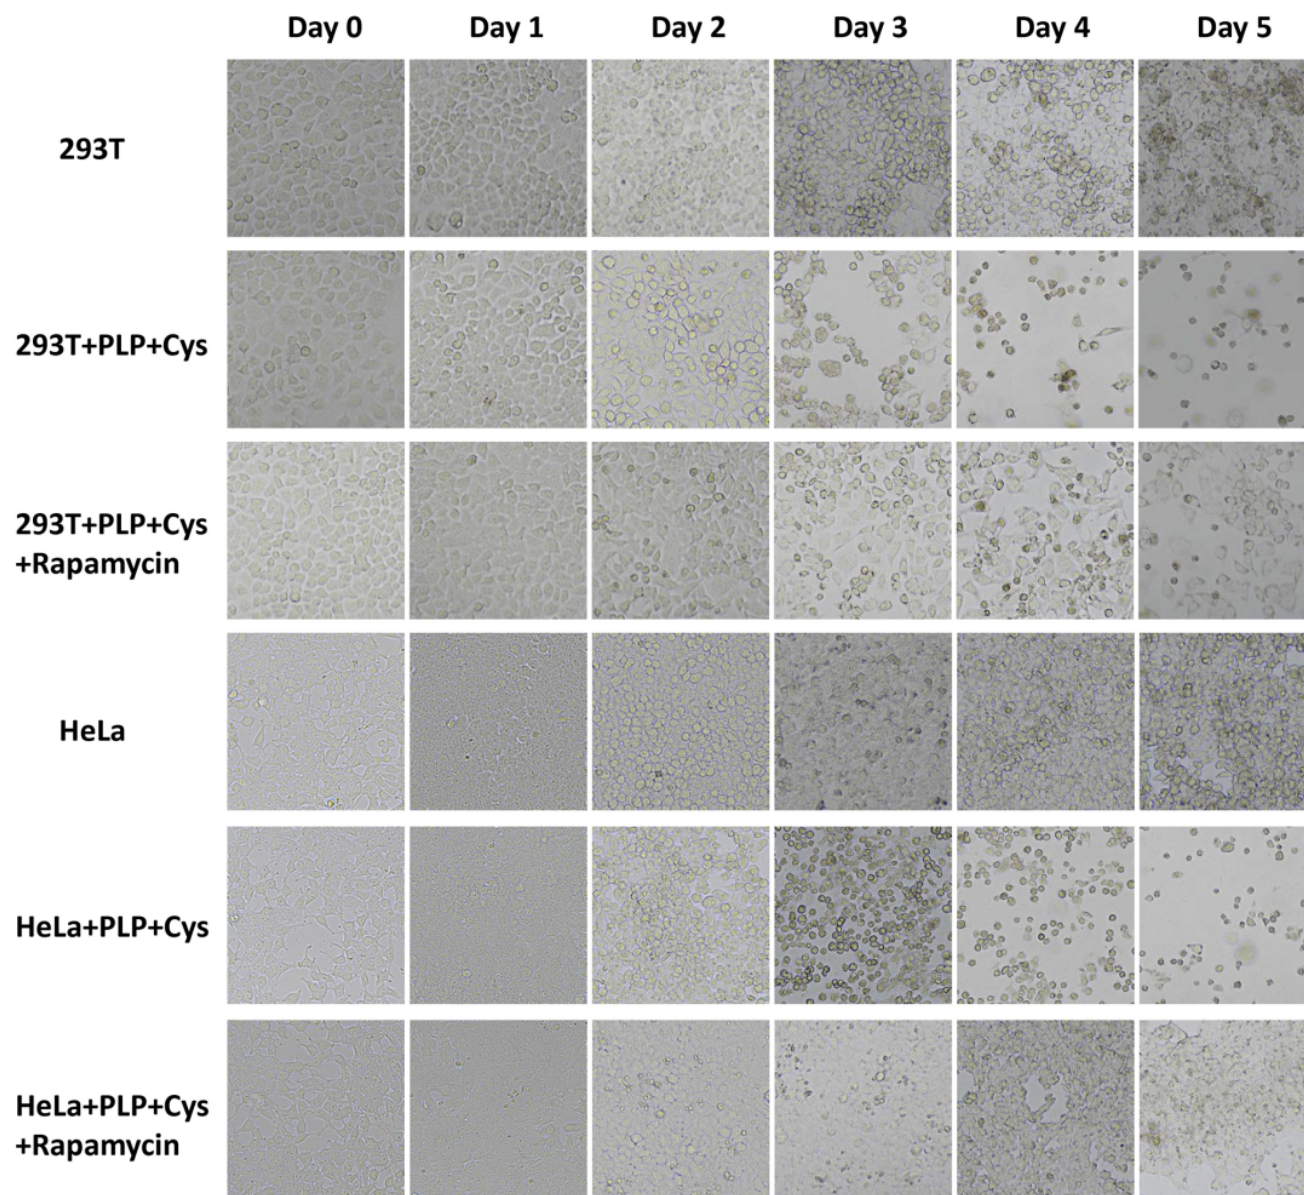 Day 0 Day 1 Day 2 Day 3 Day 4 Day 5
293T
293T+PLP+Cys
293T+PLP+Cys
+Rapamycin
HeLa
HeLa+PLP+Cys
HeLa+PLP+Cys
+Rapamycin